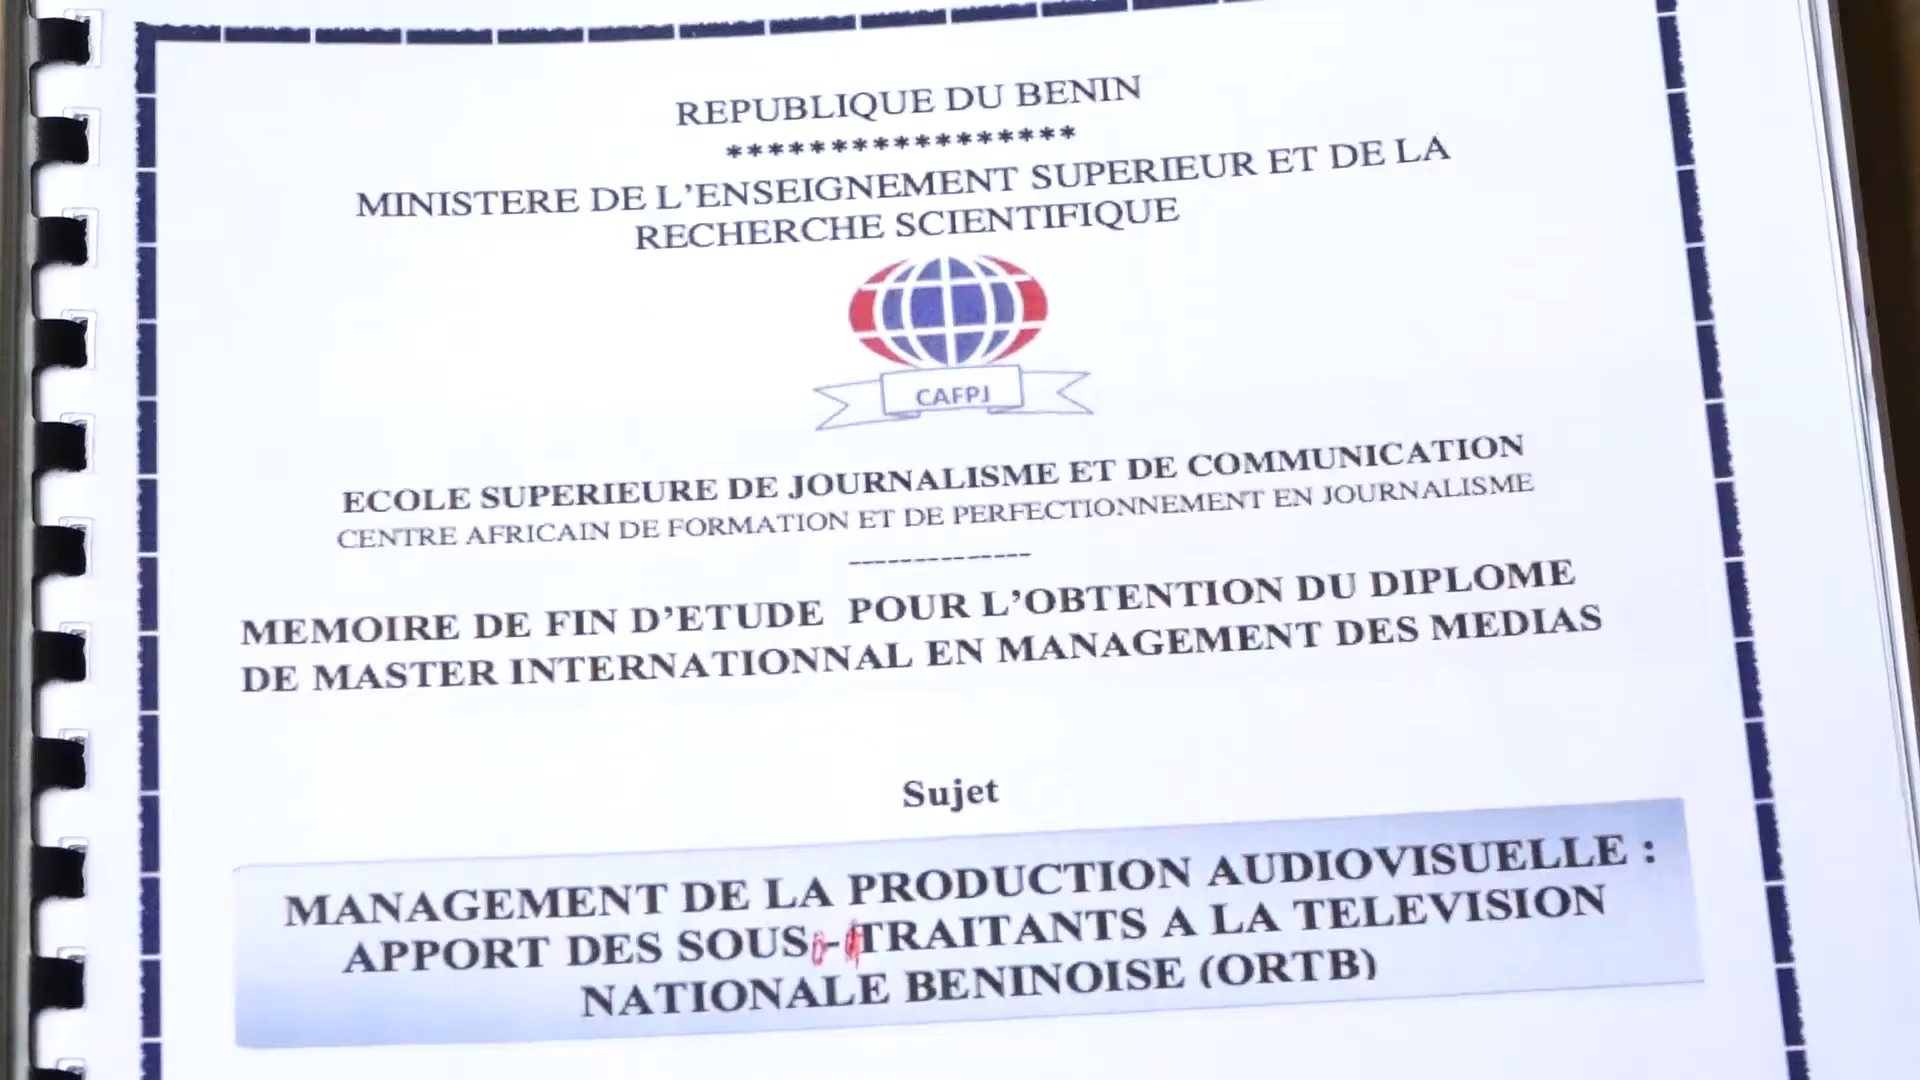 REPUBLIQUE DU BENIN
*****************
MINISTERE DE L'ENSEIGNEMENT SUPERIEUR ET DE LA
RECHERCHE SCIENTIFIQUE
CAFPJ
ECOLE SUPERIEURE DE JOURNALISME ET DE COMMUNICATION
CENTRE AFRICAIN DE FORMATION ET DE PERFECTIONNEMENT EN JOURNALISME
--------------
MEMOIRE DE FIN D'ETUDE POUR L'OBTENTION DU DIPLOME
DE MASTER INTERNATIONNAL EN MANAGEMENT DES MEDIAS
Sujet
MANAGEMENT DE LA PRODUCTION AUDIOVISUELLE :
APPORT DES SOUS-TRAITANTS A LA TELEVISION
NATIONALE BENINOISE (ORTB)